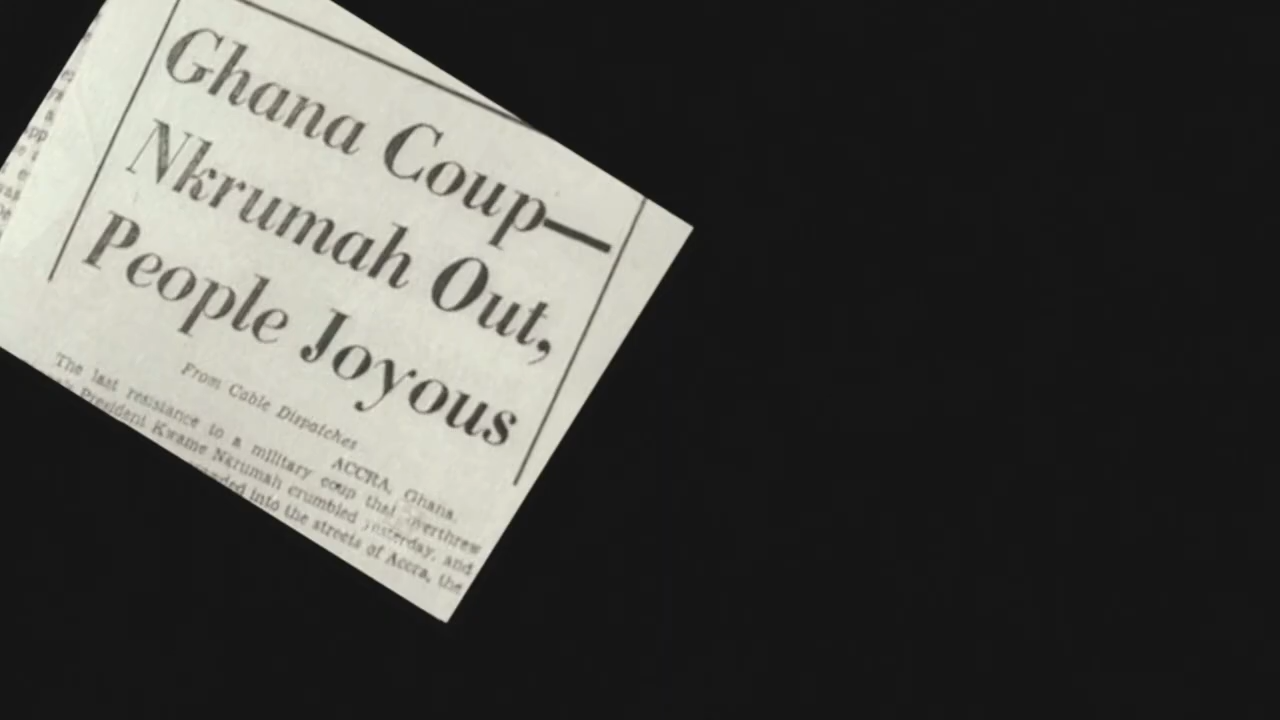 Ghana Coup—
Nkrumah Out,
People Joyous
From Cable Dispatches
ACCRA, Ghana.
The last resistance to a military coup that overthrew
President Kwame Nkrumah crumbled yesterday, and
into the streets of Accra, the